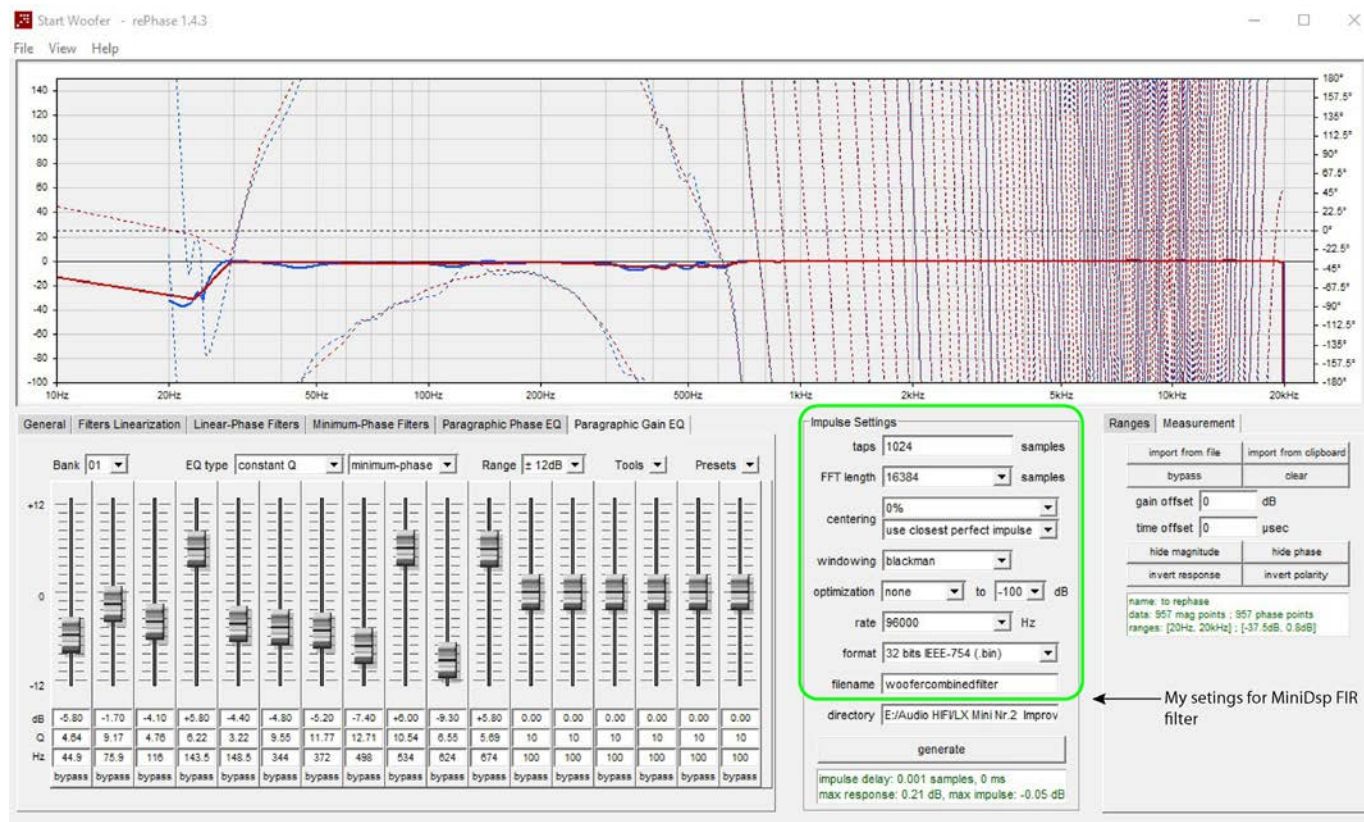 Start Woofer - rePhase 1.4.3
File View Help
140
120
100
80
60
40
20
0
-20
-40
-60
-80
-100
180°
157.5°
135°
112.5°
90°
67.5°
45°
22.5°
0°
-22.5°
-45°
-67.5°
-90°
-112.5°
-135°
-157.5°
-180°
10Hz 20Hz 50Hz 100Hz 200Hz 500Hz 1kHz 2kHz 5kHz 10kHz 20kHz
General Filters Linearization Linear-Phase Filters Minimum-Phase Filters Paragraphic Phase EQ Paragraphic Gain EQ
Bank 01 EQ type constant Q minimum-phase Range ± 12dB Tools Presets
+12
0
-12
dB -5.80 -1.70 -4.10 +5.80 -4.40 -4.80 -5.20 -7.40 +6.00 -9.30 +5.80 0.00 0.00 0.00 0.00 0.00
Q 4.64 9.17 4.76 6.22 3.22 9.55 11.77 12.71 10.54 6.55 5.69 10 10 10 10 10
Hz 44.9 75.9 116 143.5 148.5 344 372 498 534 624 674 100 100 100 100 100
bypass bypass bypass bypass bypass bypass bypass bypass bypass bypass bypass bypass bypass bypass bypass bypass
Impulse Settings
taps 1024 samples
FFT length 16384 samples
centering 0%
use closest perfect impulse
windowing blackman
optimization none to -100 dB
rate 96000 Hz
format 32 bits IEEE-754 (.bin)
filename woofercombinedfilter
directory E:/Audio HIFI/LX Mini Nr.2 Improv
generate
impulse delay: 0.001 samples, 0 ms
max response: 0.21 dB, max impulse: -0.05 dB
Ranges Measurement
import from file import from clipboard
bypass clear
gain offset 0 dB
time offset 0 µsec
hide magnitude hide phase
invert response invert polarity
name: to rephase
data: 957 mag points ; 957 phase points
ranges: [20Hz, 20kHz] ; [-37.5dB, 0.8dB]
My setings for MiniDsp FIR
filter